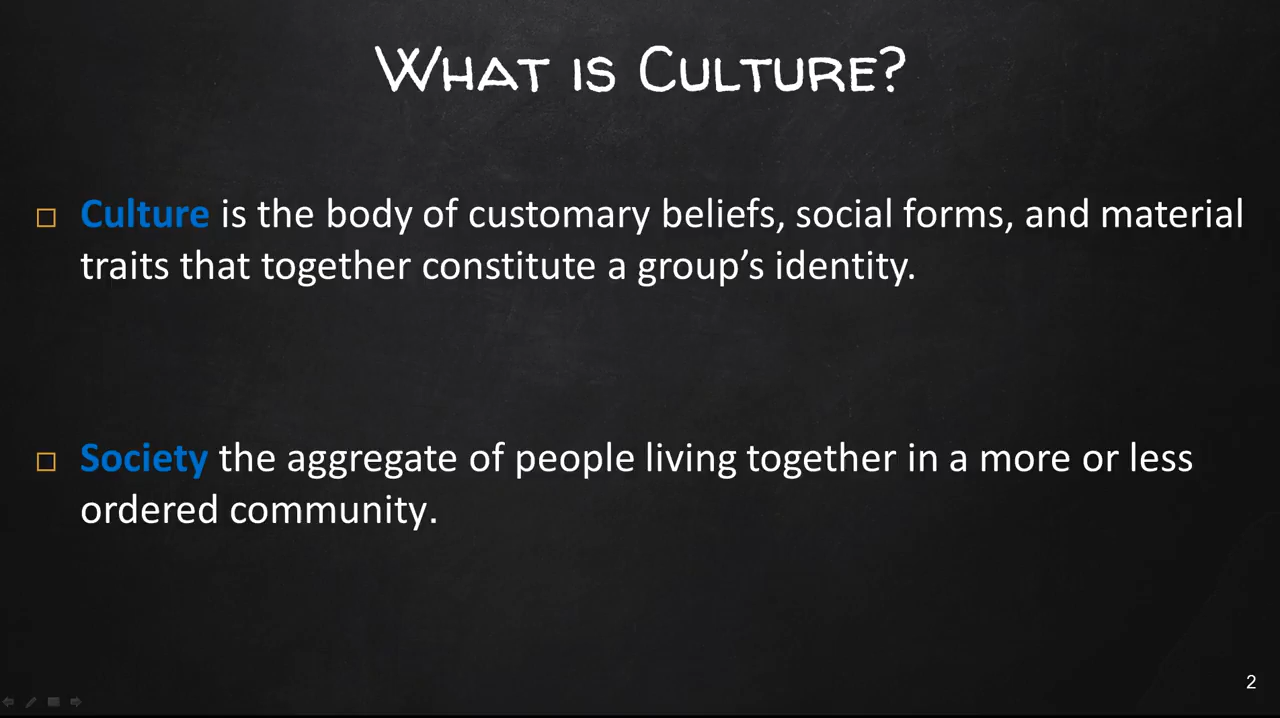 What is Culture?
Culture is the body of customary beliefs, social forms, and material
traits that together constitute a group’s identity.
Society the aggregate of people living together in a more or less
ordered community.
2